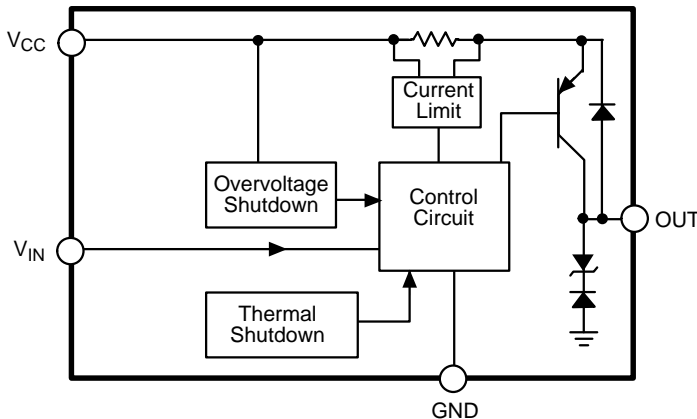 VCC
Current
Limit
Overvoltage
Shutdown
Control
Circuit
OUT
VIN
Thermal
Shutdown
GND